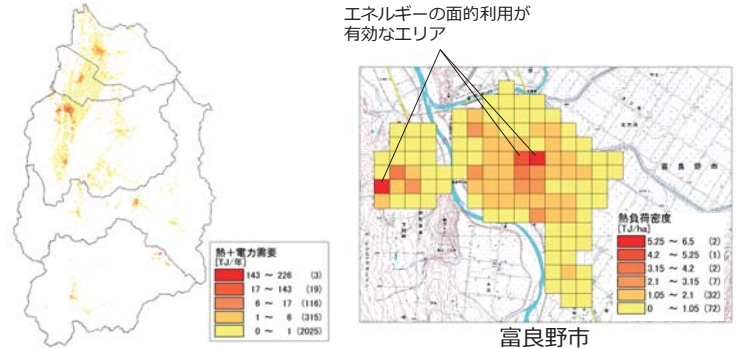 エネルギーの面的利用が
有効なエリア
熱+電力需要
[TJ/年]
143 ~ 226 (3)
17 ~ 143 (19)
6 ~ 17 (116)
1 ~ 6 (315)
0 ~ 1 (2025)
富良野市
熱負荷密度
[TJ/ha]
5.25 ~ 6.5 (2)
4.2 ~ 5.25 (1)
3.15 ~ 4.2 (2)
2.1 ~ 3.15 (7)
1.05 ~ 2.1 (32)
0 ~ 1.05 (72)
富良野市